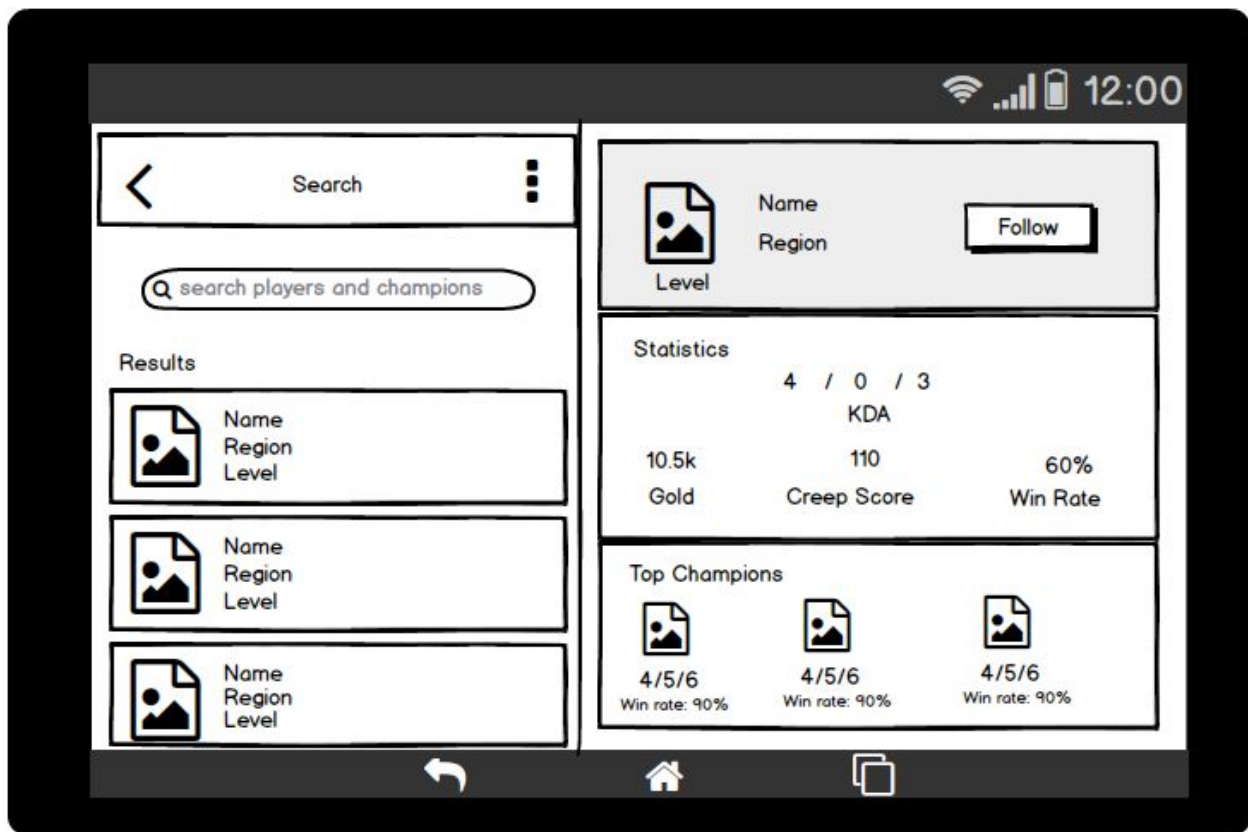 12:00
Search
search players and champions
Results
Name
Region
Level
Name
Region
Level
Name
Region
Level
Name
Region
Level
Follow
Statistics
4 / 0 / 3
KDA
10.5k 110 60%
Gold Creep Score Win Rate
Top Champions
4/5/6 4/5/6 4/5/6
Win rate: 90% Win rate: 90% Win rate: 90%